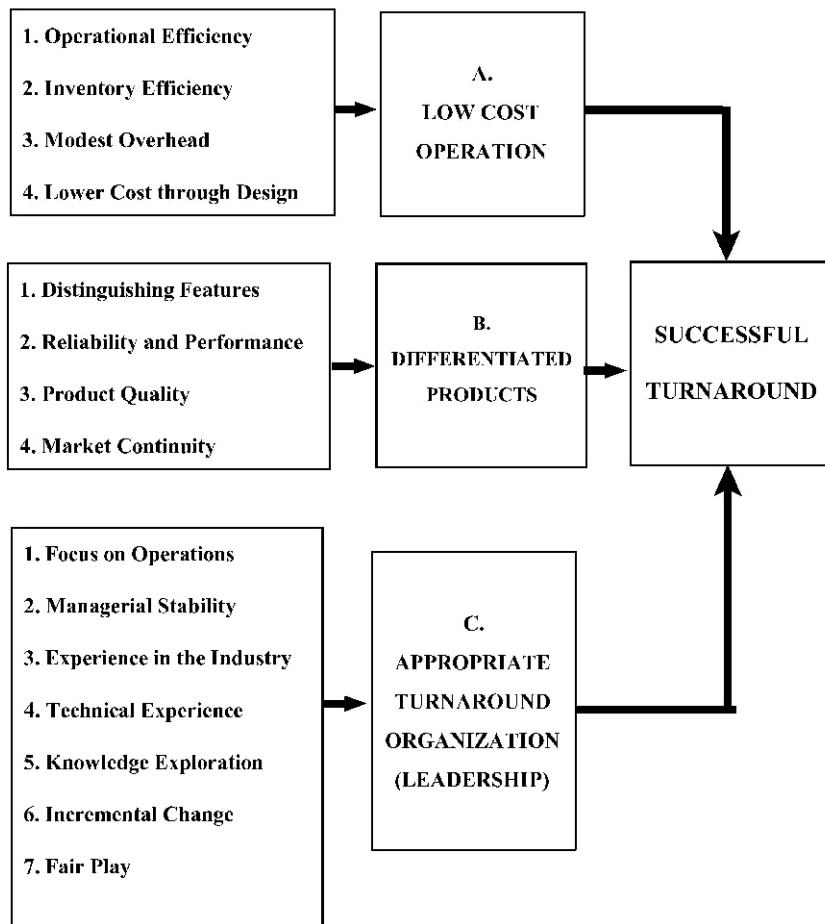 1. Operational Efficiency
2. Inventory Efficiency
3. Modest Overhead
4. Lower Cost through Design
A.
LOW COST
OPERATION
1. Distinguishing Features
2. Reliability and Performance
3. Product Quality
4. Market Continuity
B.
DIFFERENTIATED
PRODUCTS
SUCCESSFUL
TURNAROUND
1. Focus on Operations
2. Managerial Stability
3. Experience in the Industry
4. Technical Experience
5. Knowledge Exploration
6. Incremental Change
7. Fair Play
C.
APPROPRIATE
TURNAROUND
ORGANIZATION
(LEADERSHIP)